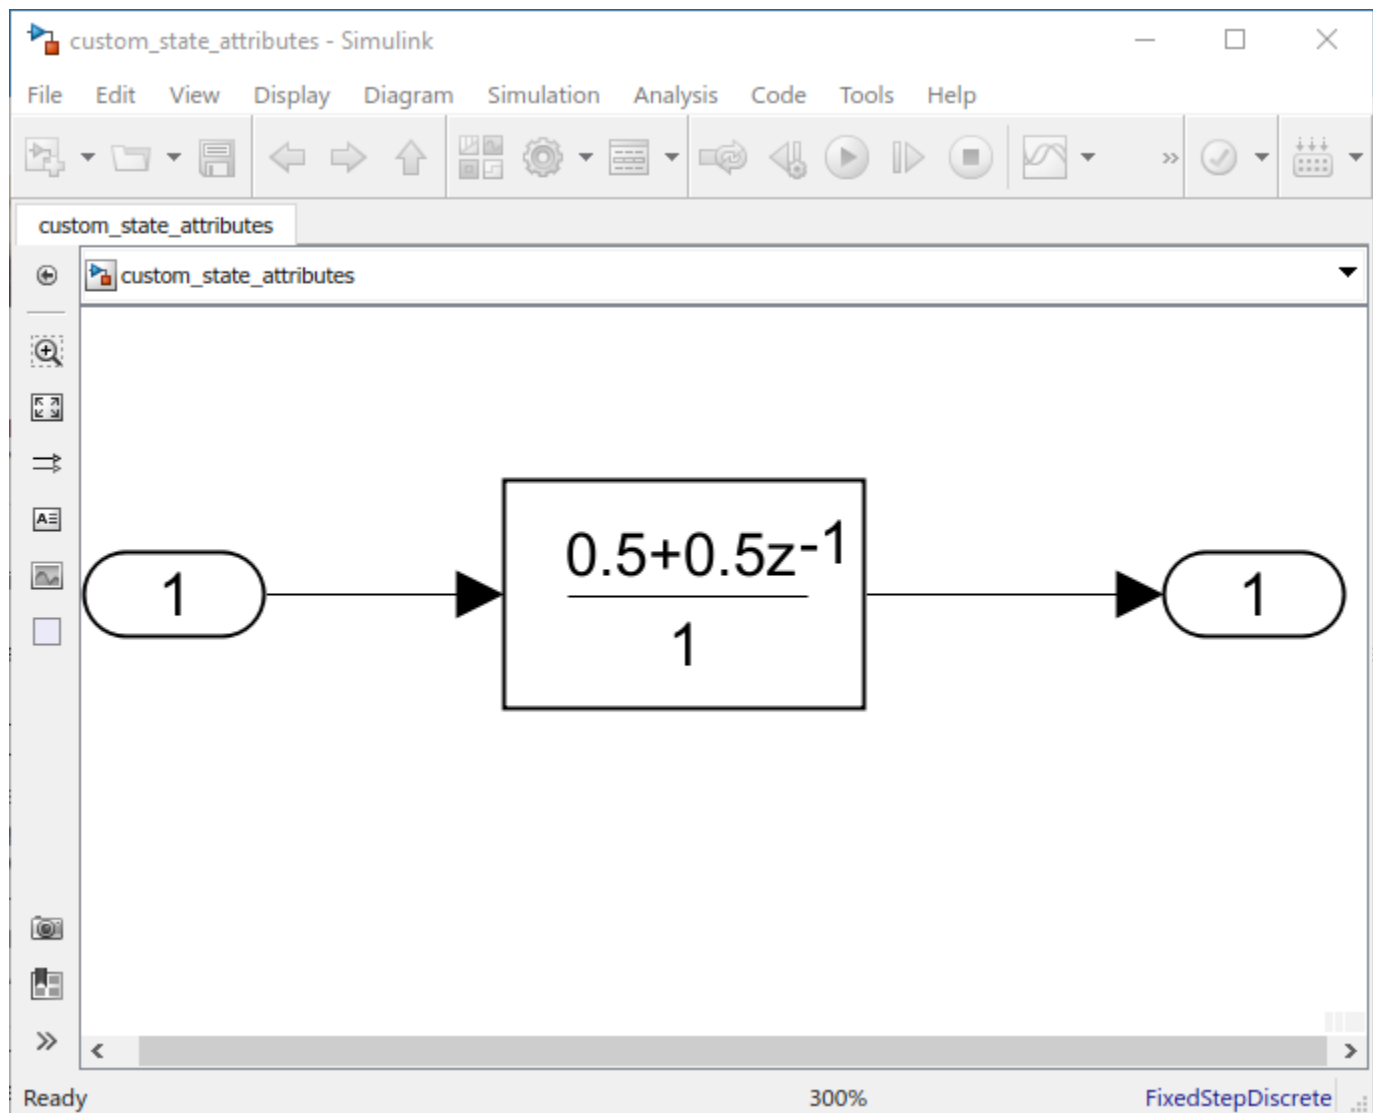 custom_state_attributes - Simulink
File Edit View Display Diagram Simulation Analysis Code Tools Help
custom_state_attributes
custom_state_attributes
0.5+0.5z-1
1
1
1
Ready 300% FixedStepDiscrete